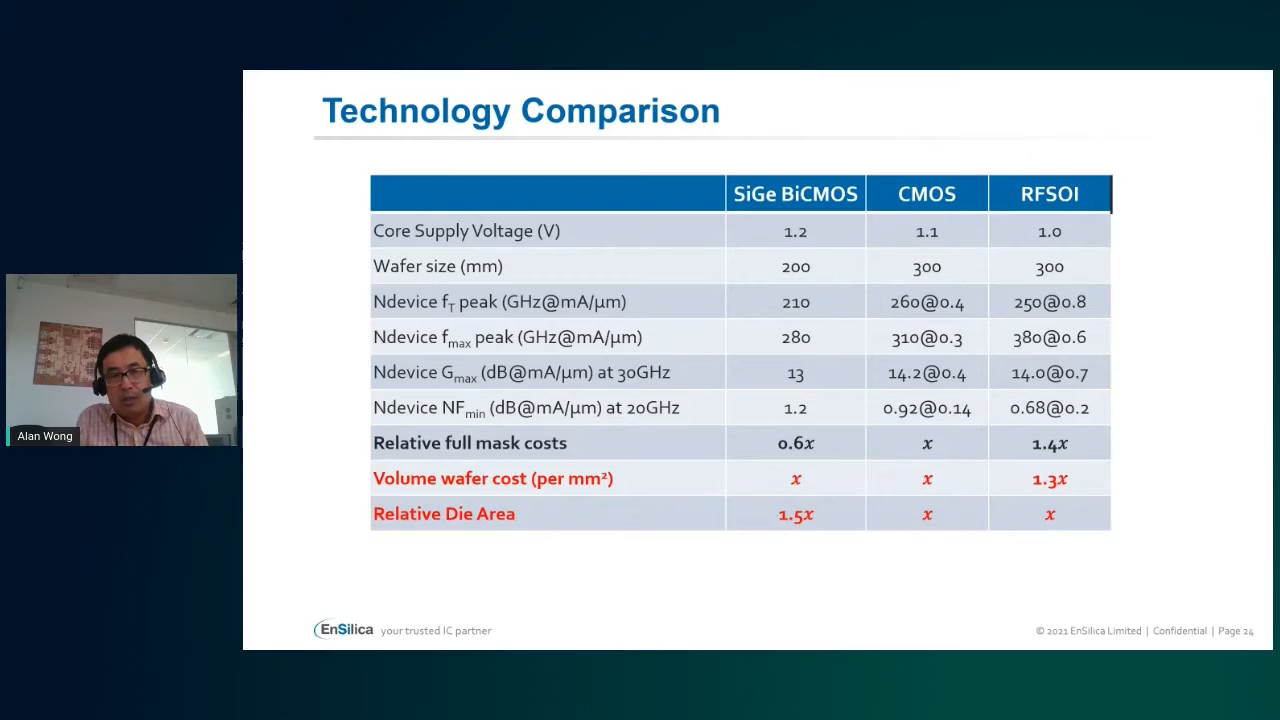 Technology Comparison
SiGe BiCMOS CMOS RFSOI
Core Supply Voltage (V) 1.2 1.1 1.0
Wafer size (mm) 200 300 300
Ndevice fT peak (GHz@mA/µm) 210 260@0.4 250@0.8
Ndevice fmax peak (GHz@mA/µm) 280 310@0.3 380@0.6
Ndevice Gmax (dB@mA/µm) at 30GHz 13 14.2@0.4 14.0@0.7
Ndevice NFmin (dB@mA/µm) at 20GHz 1.2 0.92@0.14 0.68@0.2
Relative full mask costs 0.6x x 1.4x
Volume wafer cost (per mm²) x x 1.3x
Relative Die Area 1.5x x x
Alan Wong
EnSilica your trusted IC partner
© 2021 EnSilica Limited | Confidential | Page 24